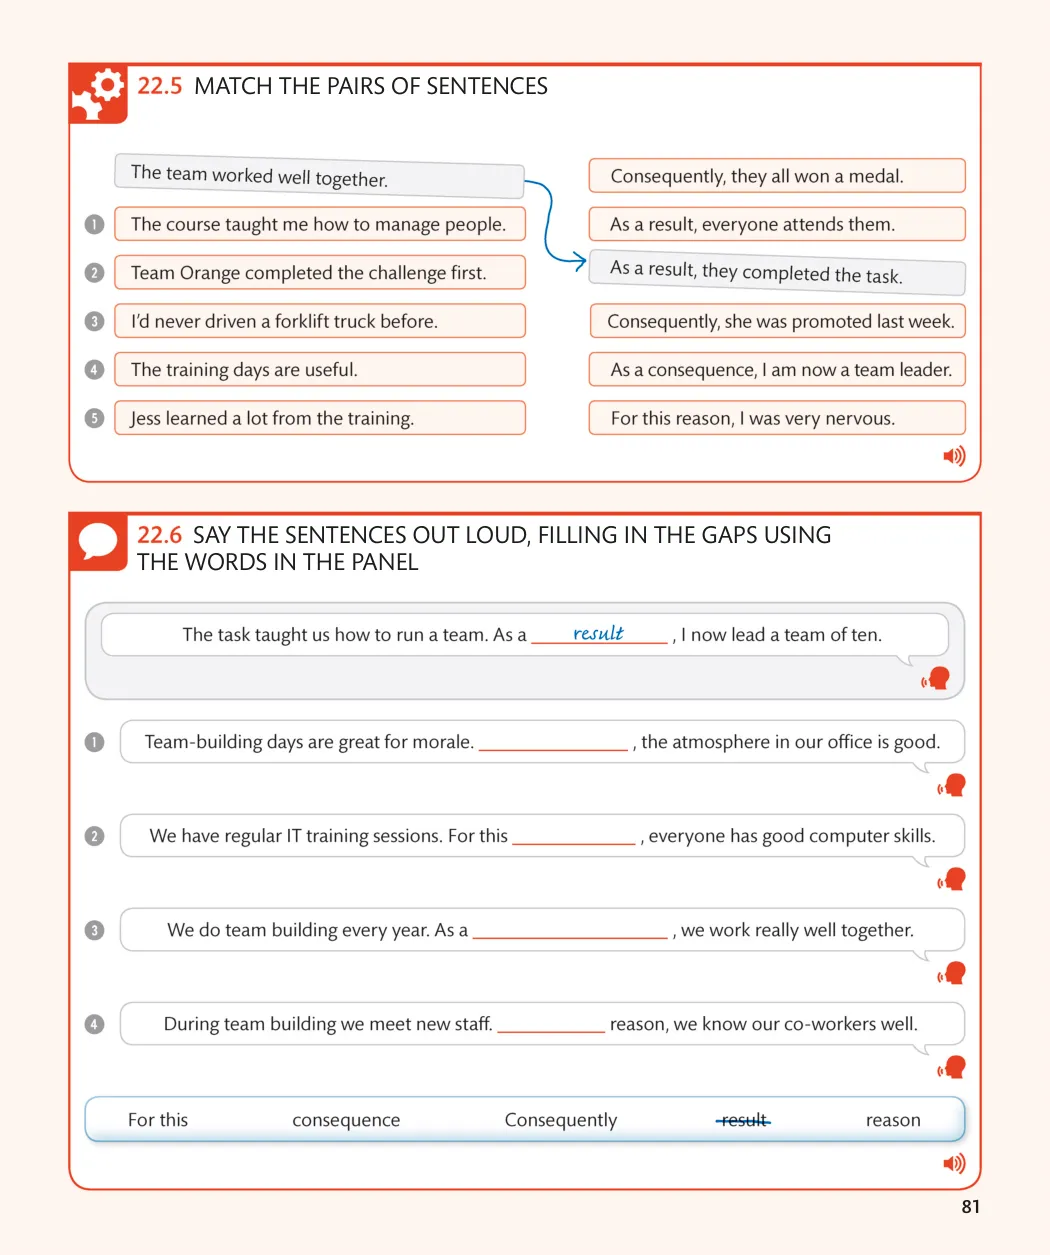 22.5 MATCH THE PAIRS OF SENTENCES
The team worked well together.
Consequently, they all won a medal.
1 The course taught me how to manage people.
As a result, everyone attends them.
2 Team Orange completed the challenge first.
As a result, they completed the task.
3 I'd never driven a forklift truck before.
Consequently, she was promoted last week.
4 The training days are useful.
As a consequence, I am now a team leader.
5 Jess learned a lot from the training.
For this reason, I was very nervous.
22.6 SAY THE SENTENCES OUT LOUD, FILLING IN THE GAPS USING
THE WORDS IN THE PANEL
The task taught us how to run a team. As a result, I now lead a team of ten.
1 Team-building days are great for morale. , the atmosphere in our office is good.
2 We have regular IT training sessions. For this , everyone has good computer skills.
3 We do team building every year. As a , we work really well together.
4 During team building we meet new staff. reason, we know our co-workers well.
For this consequence Consequently result reason
81